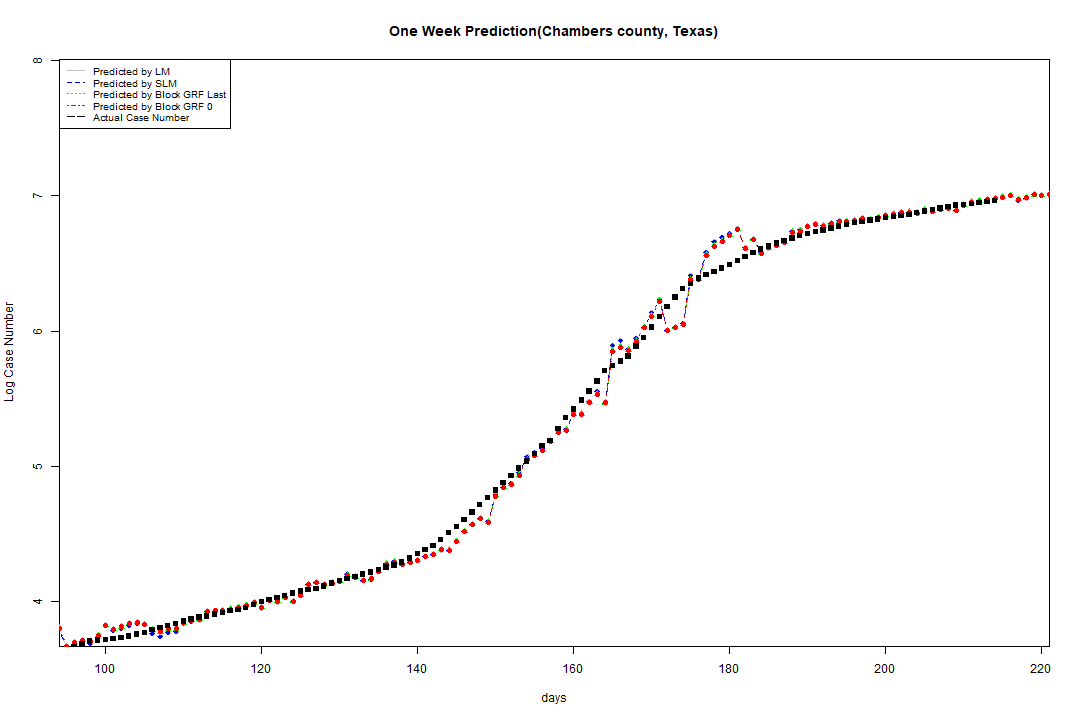 One Week Prediction(Chambers county, Texas)
Predicted by LM
Predicted by SLM
Predicted by Block GRF Last
Predicted by Block GRF 0
Actual Case Number
8
7
6
5
4
Log Case Number
100 120 140 160 180 200 220
days